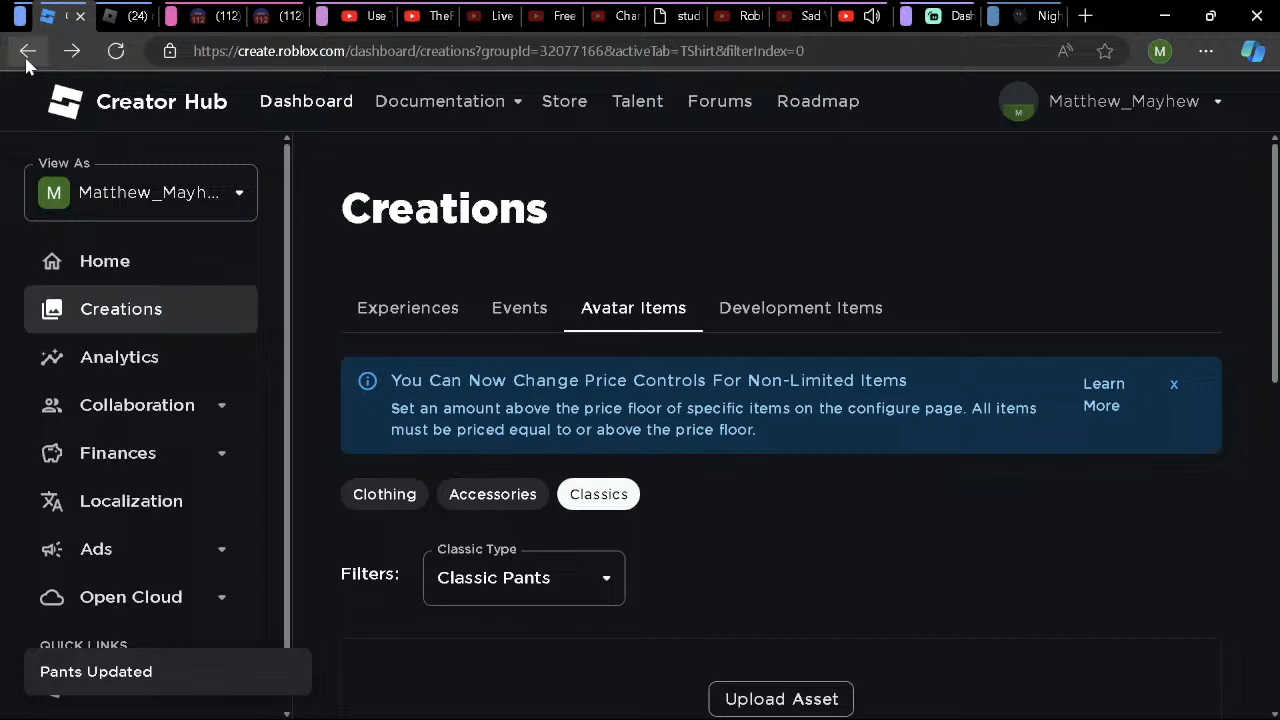 (24)
(112)
(112)
Use
TheF
Live
Free
Char
stud
Robl
Sad
Dash
Nigh
https://create.roblox.com/dashboard/creations?groupId=32077166&activeTab=TShirt&filterIndex=0
M
Creator Hub
Dashboard
Documentation
Store
Talent
Forums
Roadmap
M
Matthew_Mayhew
View As
M
Matthew_Mayh...
Home
Creations
Analytics
Collaboration
Finances
Localization
Ads
Open Cloud
QUICK LINKS
Pants Updated
Creations
Experiences
Events
Avatar Items
Development Items
You Can Now Change Price Controls For Non-Limited Items
Set an amount above the price floor of specific items on the configure page. All items
must be priced equal to or above the price floor.
Learn
More
x
Clothing
Accessories
Classics
Filters:
Classic Type
Classic Pants
Upload Asset